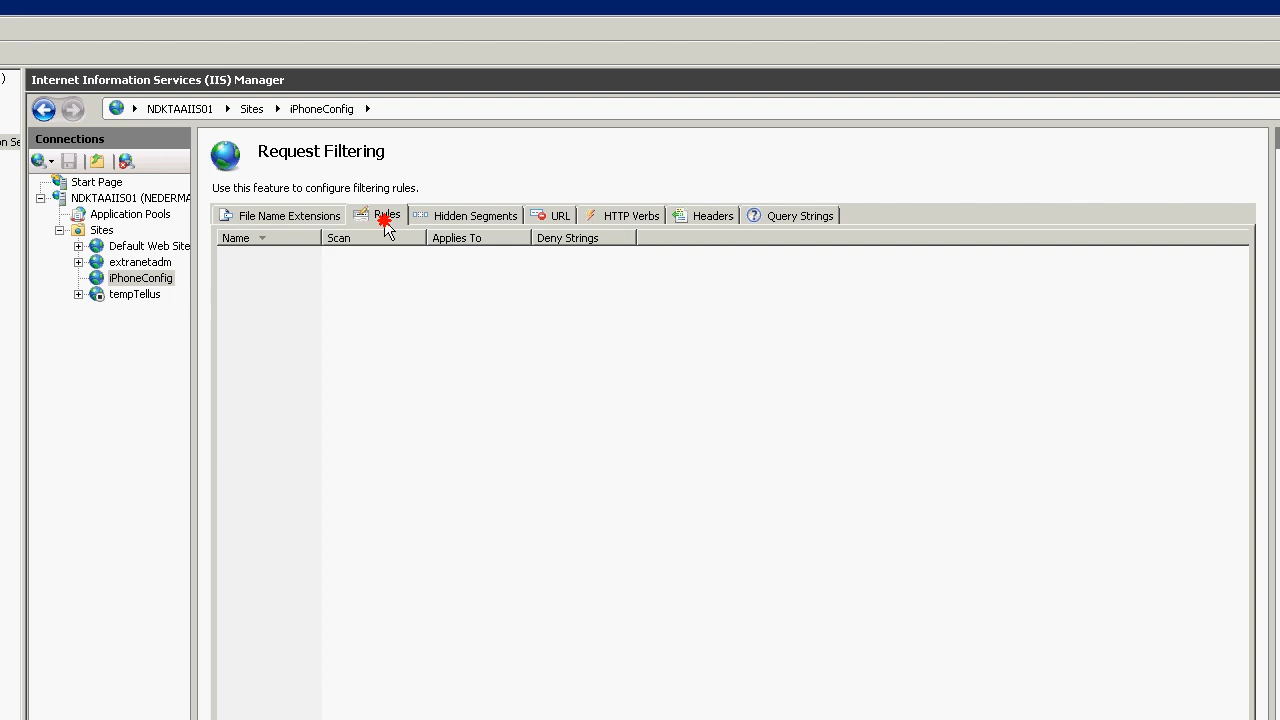 )
Internet Information Services (IIS) Manager
NDKTAAIIS01 Sites iPhoneConfig
on Se
Connections
Request Filtering
Start Page
Use this feature to configure filtering rules.
NDKTAAIIS01 (NEDERMA
File Name Extensions Rules Hidden Segments URL HTTP Verbs Headers Query Strings
Application Pools
Sites
Name Scan Applies To Deny Strings
Default Web Site
extranetadm
iPhoneConfig
tempTellus